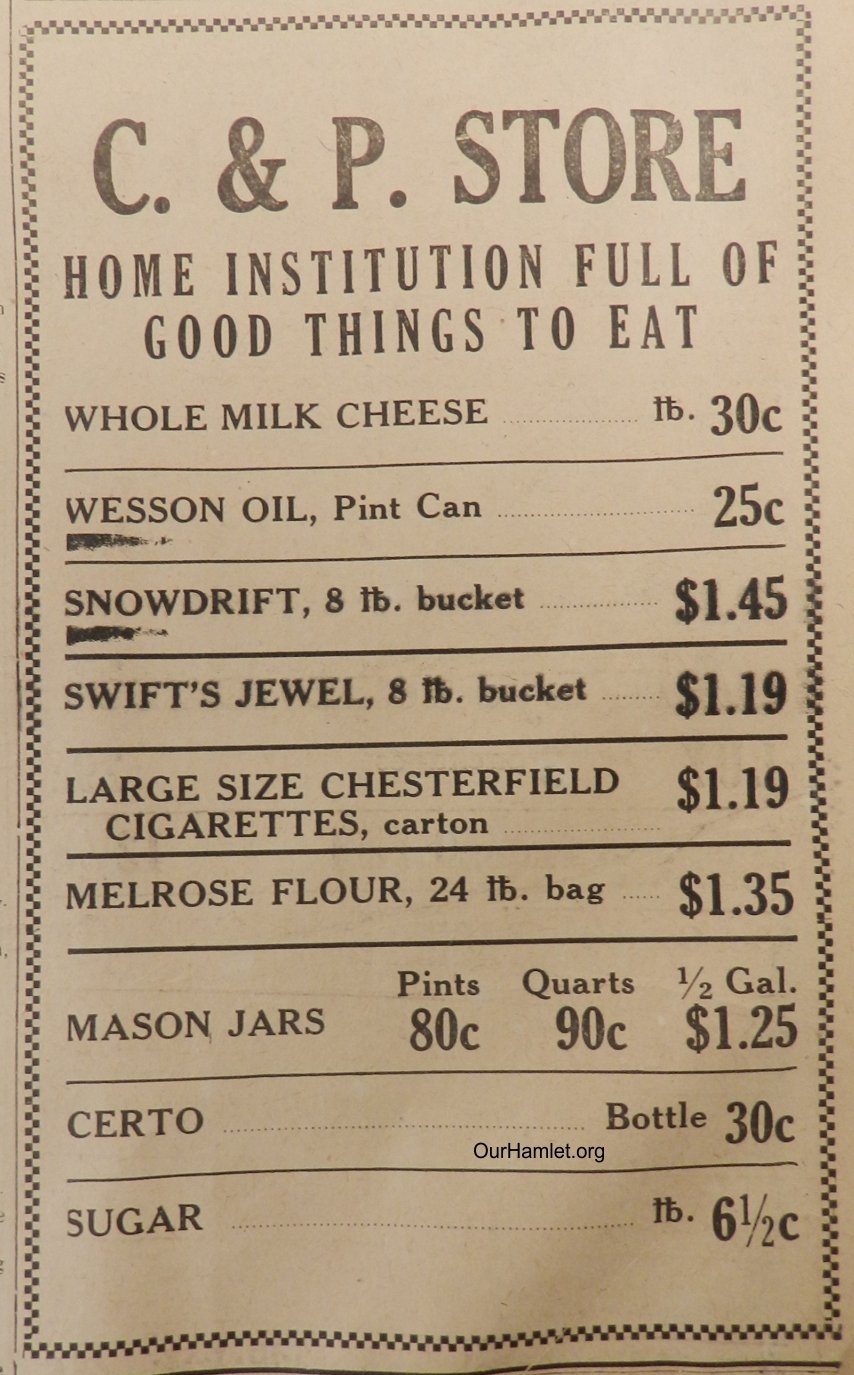 C. & P. STORE
HOME INSTITUTION FULL OF
GOOD THINGS TO EAT
WHOLE MILK CHEESE ........ lb. 30c
WESSON OIL, Pint Can ........ 25c
SNOWDRIFT, 8 lb. bucket ........ $1.45
SWIFT'S JEWEL, 8 lb. bucket ........ $1.19
LARGE SIZE CHESTERFIELD $1.19
CIGARETTES, carton ........
MELROSE FLOUR, 24 lb. bag ...... $1.35
Pints Quarts ½ Gal.
MASON JARS 80c 90c $1.25
CERTO ........ Bottle 30c
OurHamlet.org
SUGAR ........ lb. 6½c